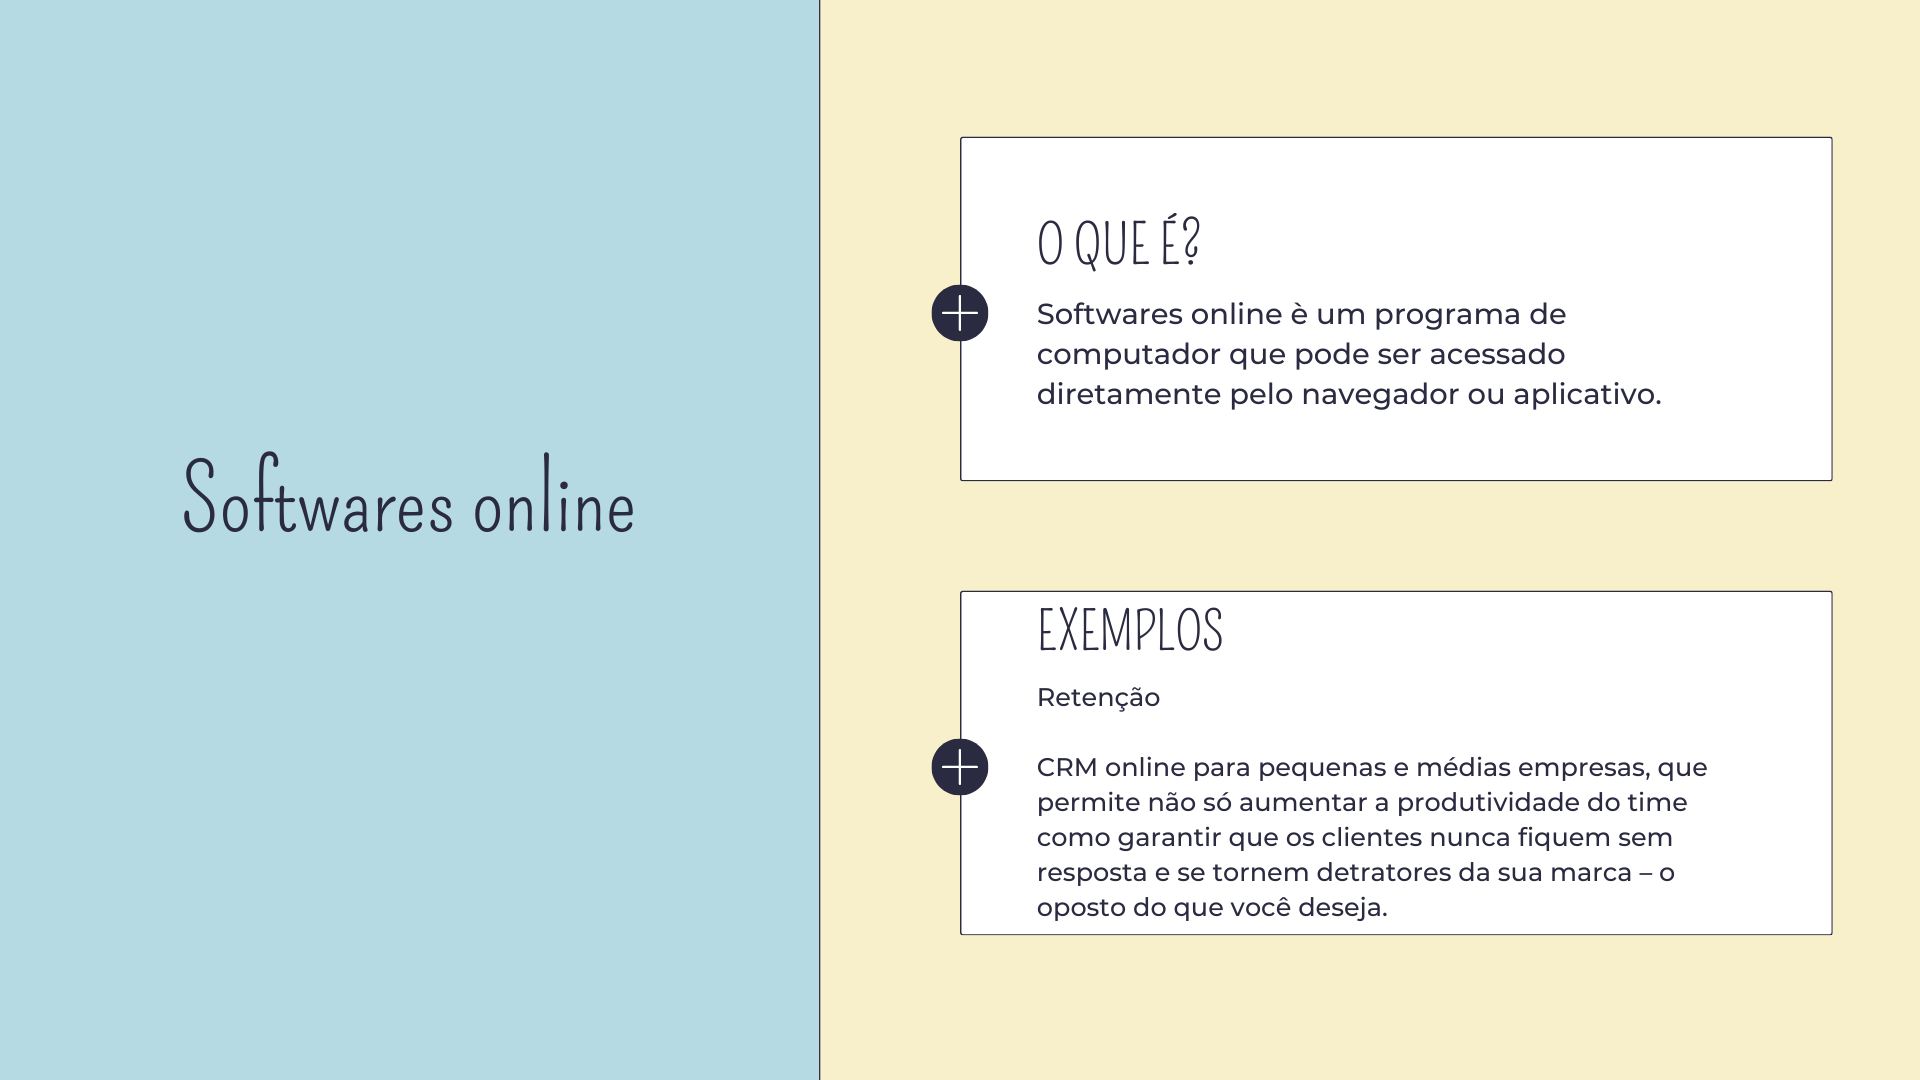 Softwares online
O QUE É?
Softwares online è um programa de
computador que pode ser acessado
diretamente pelo navegador ou aplicativo.
EXEMPLOS
Retenção
CRM online para pequenas e médias empresas, que
permite não só aumentar a produtividade do time
como garantir que os clientes nunca fiquem sem
resposta e se tornem detratores da sua marca – o
oposto do que você deseja.